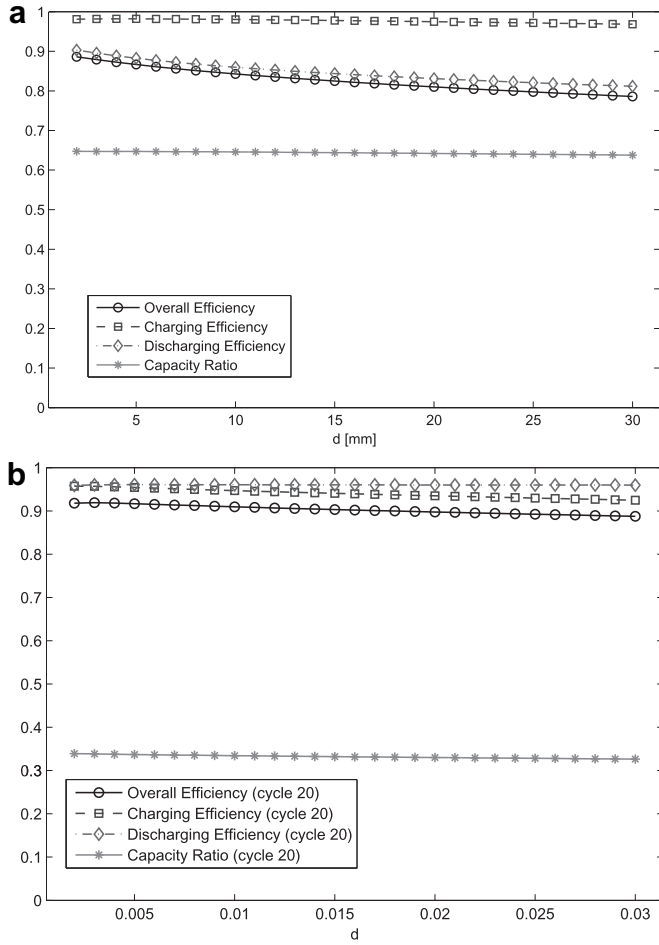 a
1
0.9
0.8
0.7
0.6
0.5
0.4
0.3
0.2
0.1
0
Overall Efficiency
Charging Efficiency
Discharging Efficiency
Capacity Ratio
5 10 15 20 25 30
d [mm]
b
1
0.9
0.8
0.7
0.6
0.5
0.4
0.3
0.2
0.1
0
Overall Efficiency (cycle 20)
Charging Efficiency (cycle 20)
Discharging Efficiency (cycle 20)
Capacity Ratio (cycle 20)
0.005 0.01 0.015 0.02 0.025 0.03
d